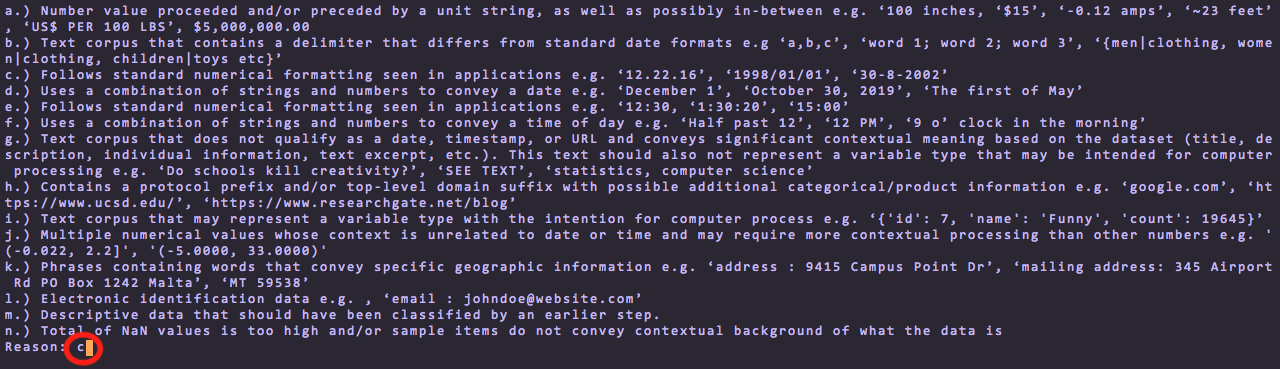 a.) Number value proceeded and/or preceded by a unit string, as well as possibly in-between e.g. ‘100 inches, ‘$15’, ‘-0.12 amps’, ‘~23 feet’
, ‘US$ PER 100 LBS’, $5,000,000.00
b.) Text corpus that contains a delimiter that differs from standard date formats e.g ‘a,b,c’, ‘word 1; word 2; word 3’, ‘{men|clothing, wome
n|clothing, children|toys etc}’
c.) Follows standard numerical formatting seen in applications e.g. ‘12.22.16’, ‘1998/01/01’, ‘30-8-2002’
d.) Uses a combination of strings and numbers to convey a date e.g. ‘December 1’, ‘October 30, 2019’, ‘The first of May’
e.) Follows standard numerical formatting seen in applications e.g. ‘12:30, ‘1:30:20’, ‘15:00’
f.) Uses a combination of strings and numbers to convey a time of day e.g. ‘Half past 12’, ‘12 PM’, ‘9 o’ clock in the morning’
g.) Text corpus that does not qualify as a date, timestamp, or URL and conveys significant contextual meaning based on the dataset (title, de
scription, individual information, text excerpt, etc.). This text should also not represent a variable type that may be intended for computer
processing e.g. ‘Do schools kill creativity?’, ‘SEE TEXT’, ‘statistics, computer science’
h.) Contains a protocol prefix and/or top-level domain suffix with possible additional categorical/product information e.g. ‘google.com’, ‘ht
tps://www.ucsd.edu/’, ‘https://www.researchgate.net/blog’
i.) Text corpus that may represent a variable type with the intention for computer process e.g. ‘{'id': 7, 'name': 'Funny', 'count': 19645}’
j.) Multiple numerical values whose context is unrelated to date or time and may require more contextual processing than other numbers e.g. '
(-0.022, 2.2]', '(-5.0000, 33.0000)'
k.) Phrases containing words that convey specific geographic information e.g. ‘address : 9415 Campus Point Dr’, ‘mailing address: 345 Airport
Rd PO Box 1242 Malta’, ‘MT 59538’
l.) Electronic identification data e.g. , ‘email : johndoe@website.com’
m.) Descriptive data that should have been classified by an earlier step.
n.) Total of NaN values is too high and/or sample items do not convey contextual background of what the data is
Reason: c